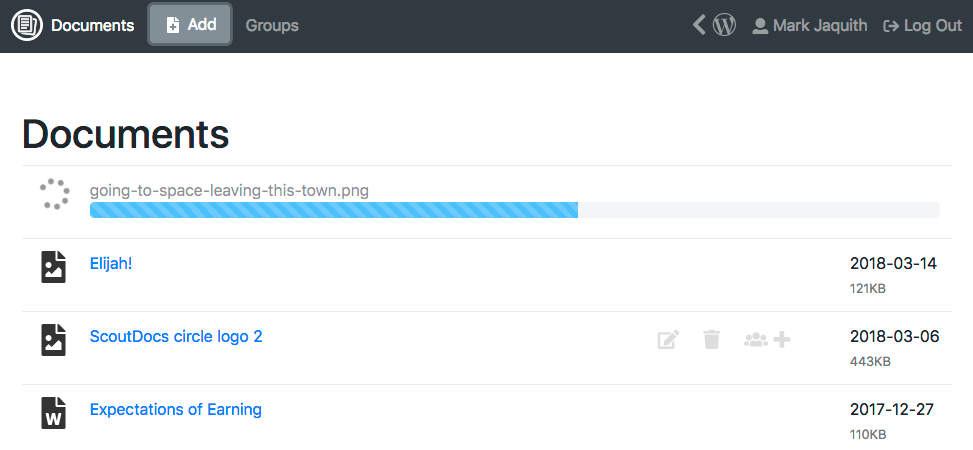 Documents Add Groups Mark Jaquith Log Out
Documents
going-to-space-leaving-this-town.png
Elijah! 2018-03-14
121KB
ScoutDocs circle logo 2 2018-03-06
443KB
W Expectations of Earning 2017-12-27
110KB